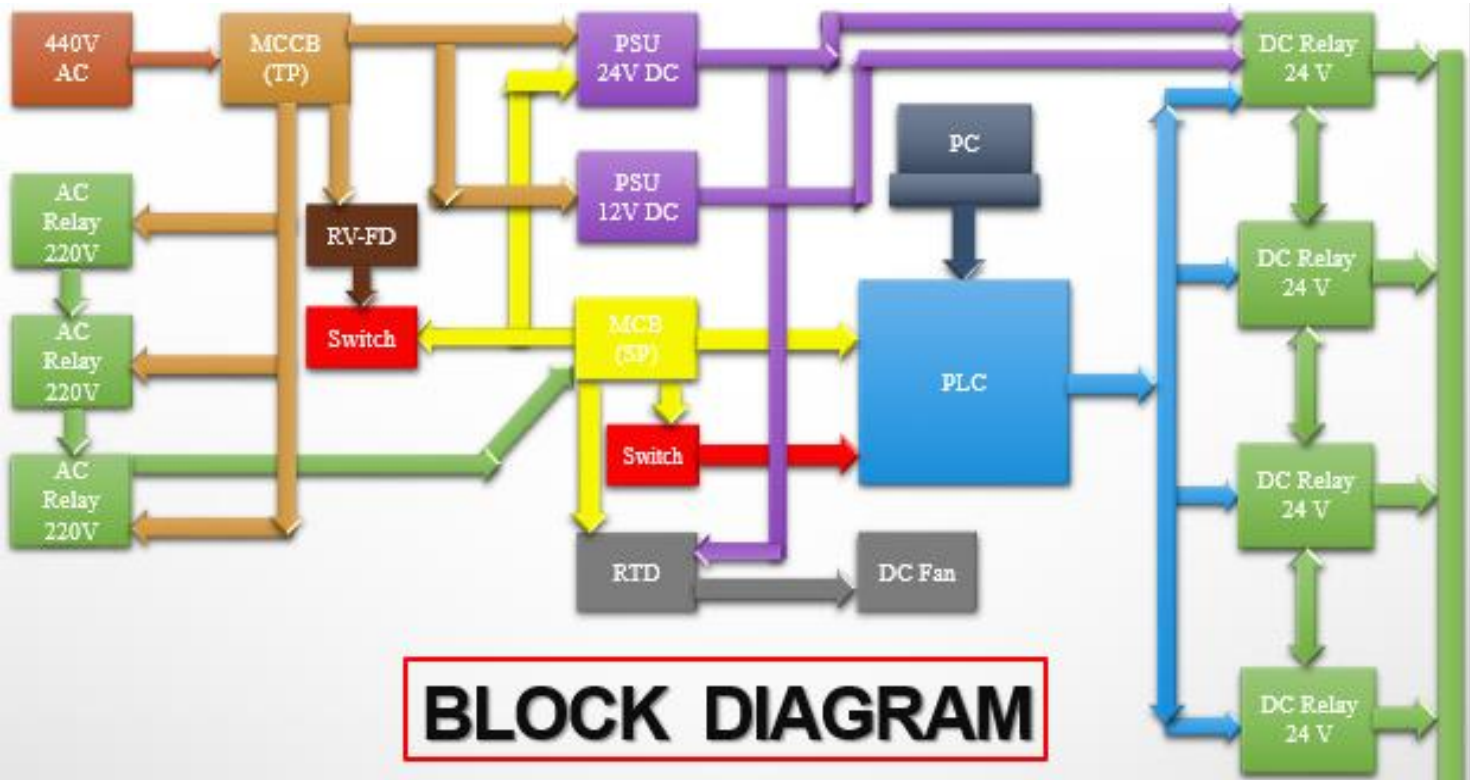 440V
AC
MCCB
(TP)
PSU
24V DC
DC Relay
24 V
PC
AC
Relay
220V
PSU
12V DC
RV-FD
DC Relay
24 V
Switch
MCB
(SP)
AC
Relay
220V
PLC
Switch
AC
Relay
220V
DC Relay
24 V
RTD
DC Fan
DC Relay
24 V
BLOCK DIAGRAM